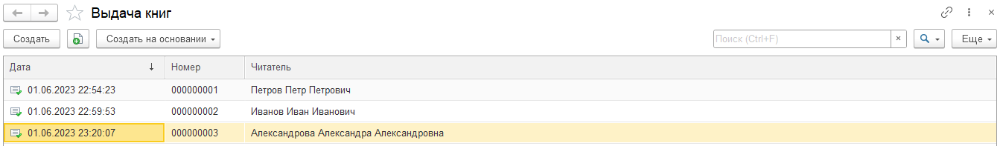 Выдача книг
Создать Создать на основании Поиск (Ctrl+F) × Еще
Дата ↓ Номер Читатель
01.06.2023 22:54:23 000000001 Петров Петр Петрович
01.06.2023 22:59:53 000000002 Иванов Иван Иванович
01.06.2023 23:20:07 000000003 Александрова Александра Александровна